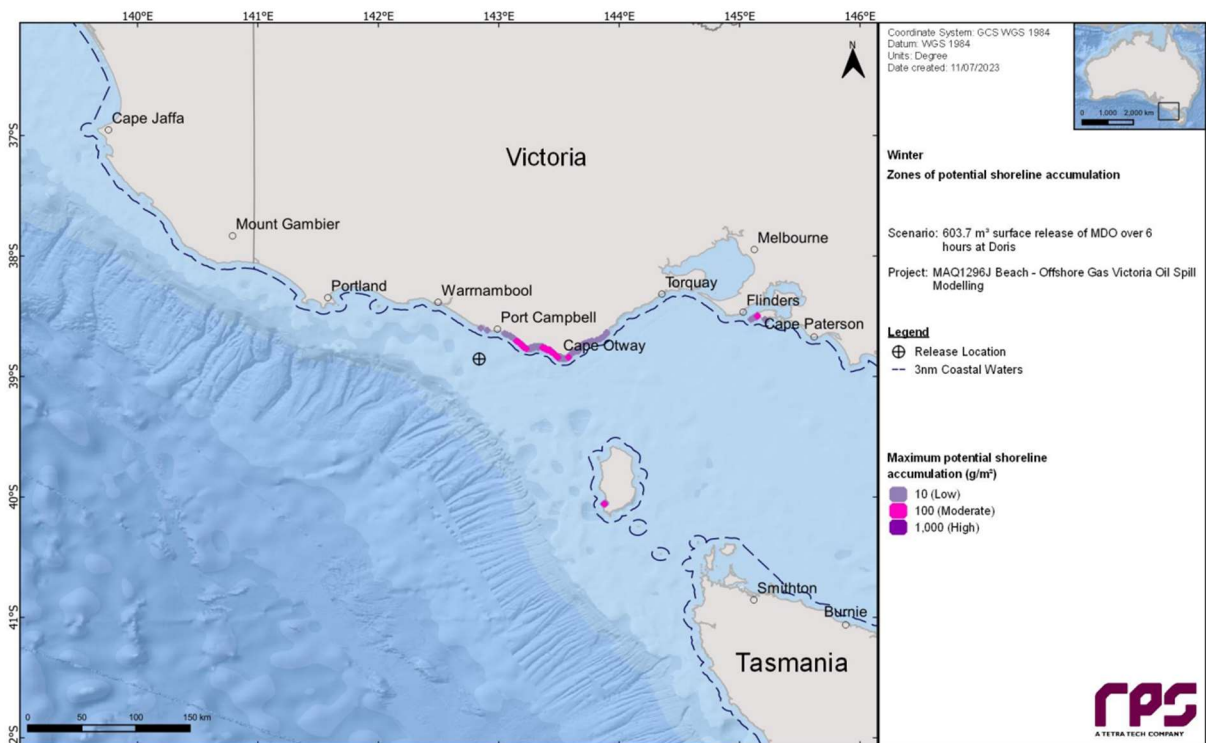 140°E 141°E 142°E 143°E 144°E 145°E 146°E
37°S
38°S
39°S
40°S
41°S
2°S
N
Cape Jaffa
Victoria
Mount Gambier
Melbourne
Portland
Warrnambool
Torquay
Flinders
Port Campbell
Cape Paterson
Cape Otway
Smithton
Burnie
Tasmania
0 50 100 150 km
Coordinate System: GCS WGS 1984
Datum: WGS 1984
Units: Degree
Date created: 11/07/2023
0 1,000 2,000 km
Winter
Zones of potential shoreline accumulation
Scenario: 603.7 m³ surface release of MDO over 6
hours at Doris
Project: MAQ1296J Beach - Offshore Gas Victoria Oil Spill
Modelling
Legend
Release Location
3nm Coastal Waters
Maximum potential shoreline
accumulation (g/m²)
10 (Low)
100 (Moderate)
1,000 (High)
rps
A TETRA TECH COMPANY